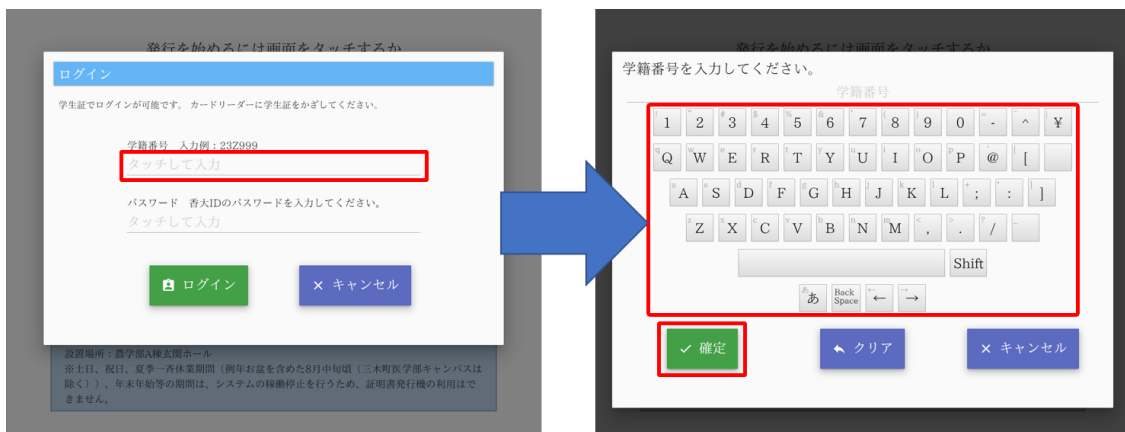 発行を始めるには画面をタッチするか
ログイン
学生証でログインが可能です。 カードリーダーに学生証をかざしてください。
学籍番号 入力例：23Z999
タッチして入力
パスワード 香大IDのパスワードを入力してください。
タッチして入力
ログイン
× キャンセル
設置場所：農学部A棟玄関ホール
※土日、祝日、夏季一斉休業期間（例年お盆を含めた8月中旬頃（三木町医学部キャンパスは
除く））、年末年始等の期間は、システムの稼働停止を行うため、証明書発行機の利用はで
きません。
発行を始めるには画面をタッチするか
学籍番号を入力してください。
学籍番号
1 2 3 4 5 6 7 8 9 0 - ^ ¥
Q W E R T Y U I O P @ [
A S D F G H J K L ; : ]
Z X C V B N M , . /
Shift
あ Back Space ← →
確定
クリア
× キャンセル